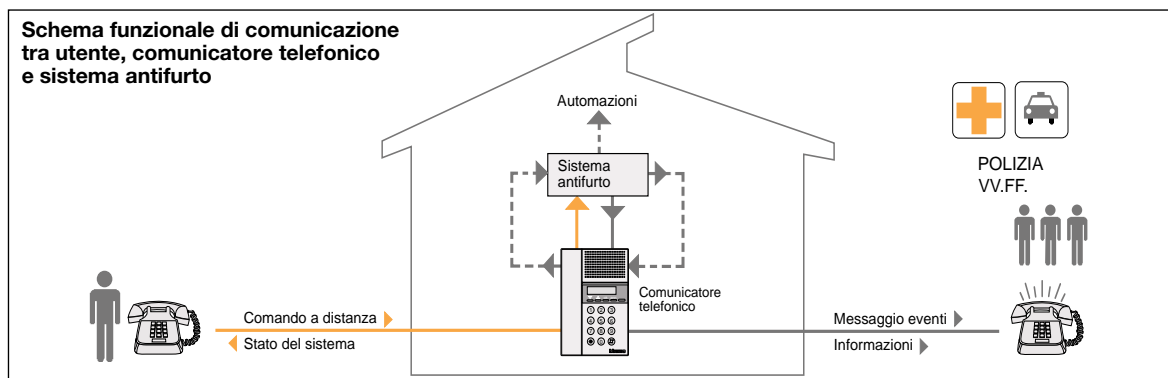 Schema funzionale di comunicazione
tra utente, comunicatore telefonico
e sistema antifurto
Automazioni
Sistema
antifurto
POLIZIA
VV.FF.
Comunicatore
telefonico
Comando a distanza
Stato del sistema
Messaggio eventi
Informazioni